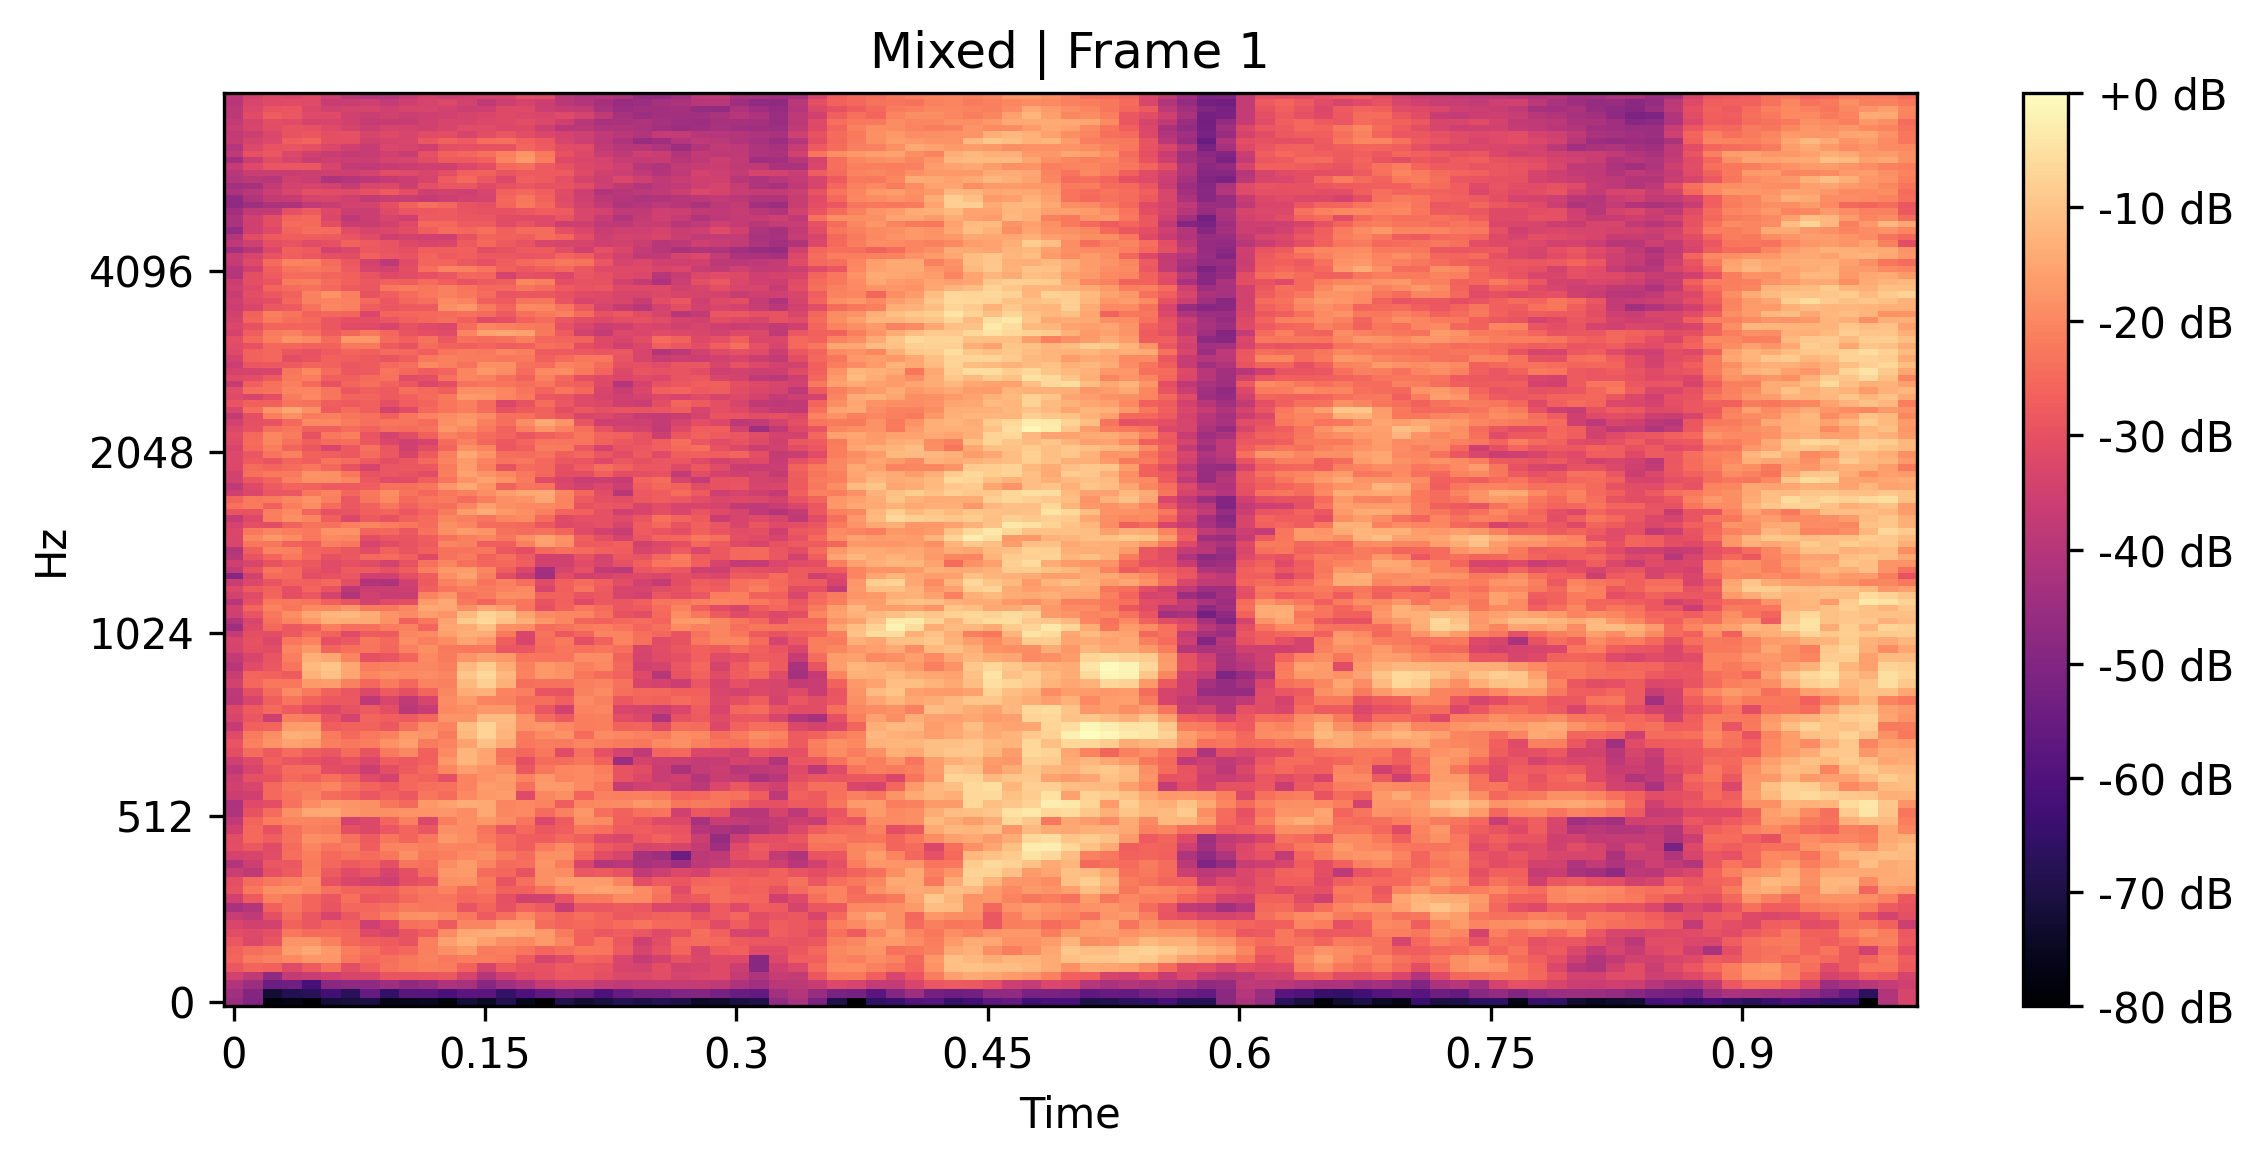 Mixed | Frame 1
Hz
4096
2048
1024
512
0
0 0.15 0.3 0.45 0.6 0.75 0.9
Time
+0 dB
-10 dB
-20 dB
-30 dB
-40 dB
-50 dB
-60 dB
-70 dB
-80 dB